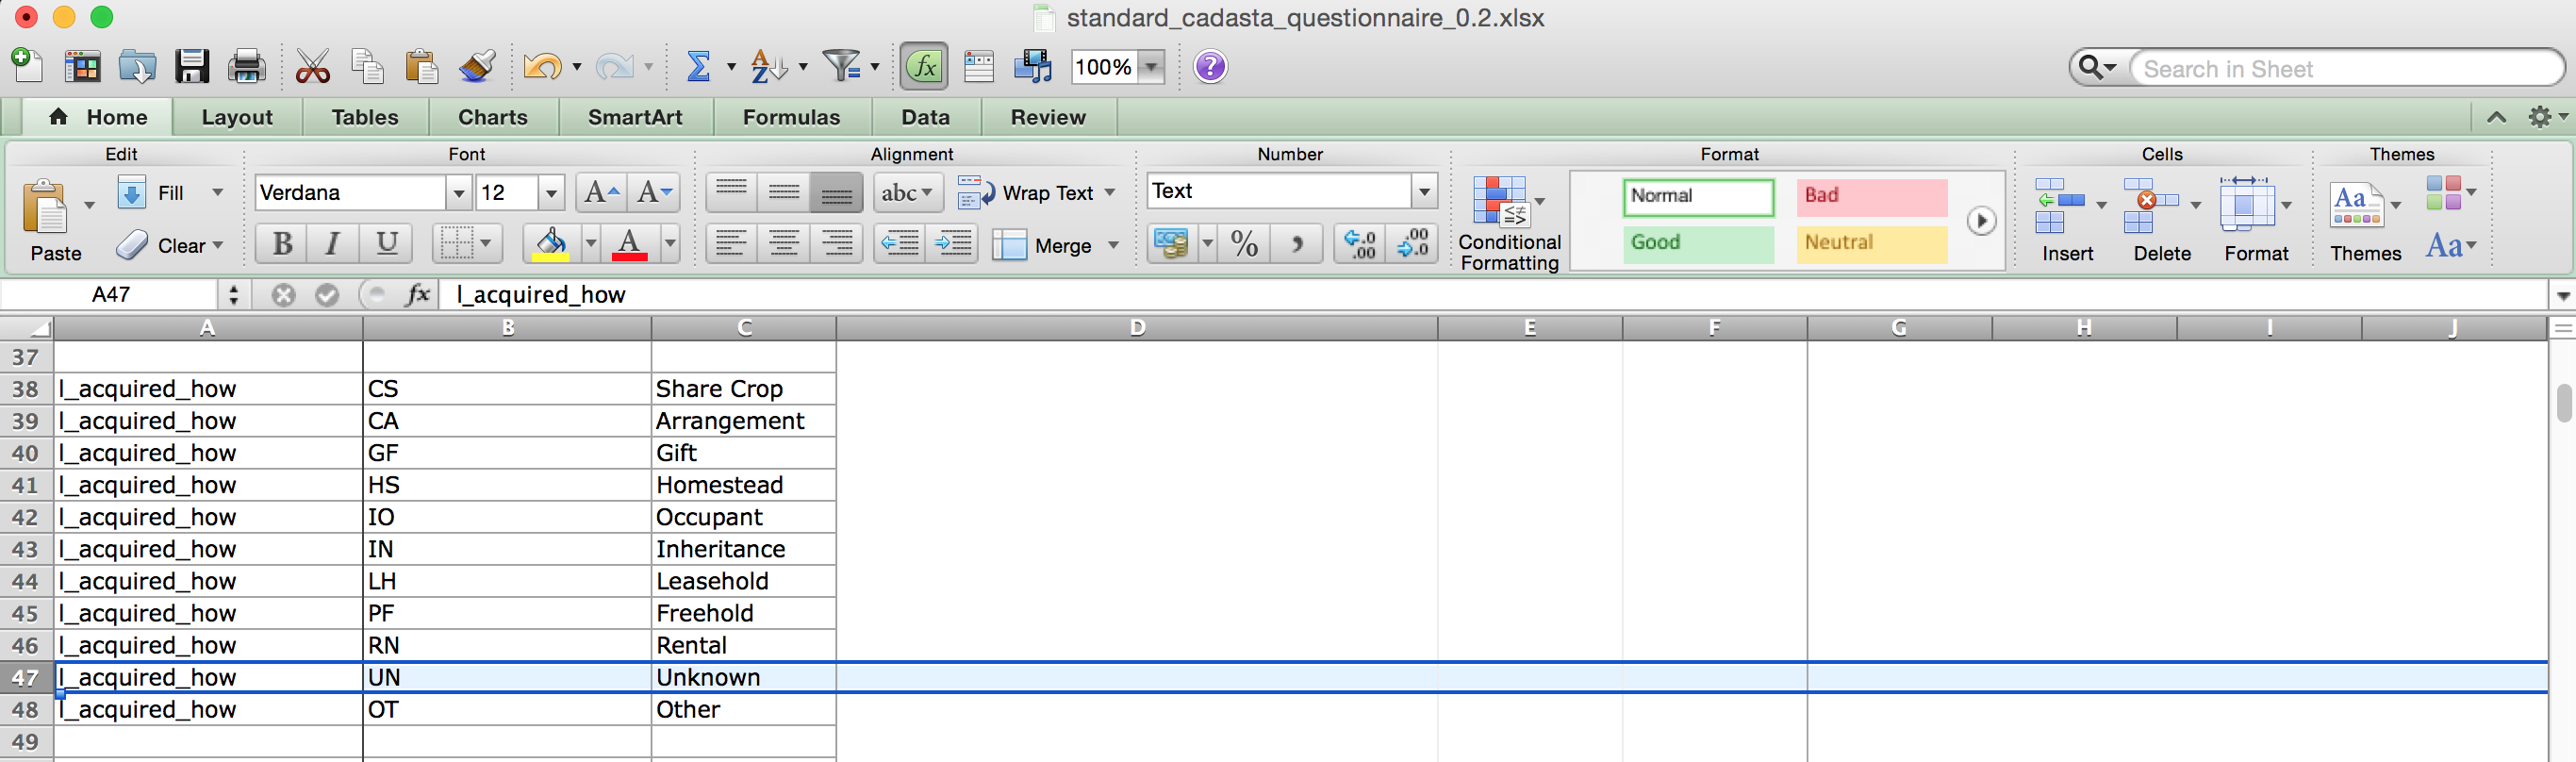 standard_cadasta_questionnaire_0.2.xlsx
100%
Search in Sheet
Home Layout Tables Charts SmartArt Formulas Data Review
Edit Font Alignment Number Format Cells Themes
Fill Verdana 12 A A abc Wrap Text Text Normal Bad
Paste Clear B I U A Merge % , .0 .00 .00 .0 Conditional Formatting Good Neutral Insert Delete Format Themes Aa
A47 fx l_acquired_how
A B C D E F G H I J
37
38 l_acquired_how CS Share Crop
39 l_acquired_how CA Arrangement
40 l_acquired_how GF Gift
41 l_acquired_how HS Homestead
42 l_acquired_how IO Occupant
43 l_acquired_how IN Inheritance
44 l_acquired_how LH Leasehold
45 l_acquired_how PF Freehold
46 l_acquired_how RN Rental
47 l_acquired_how UN Unknown
48 l_acquired_how OT Other
49